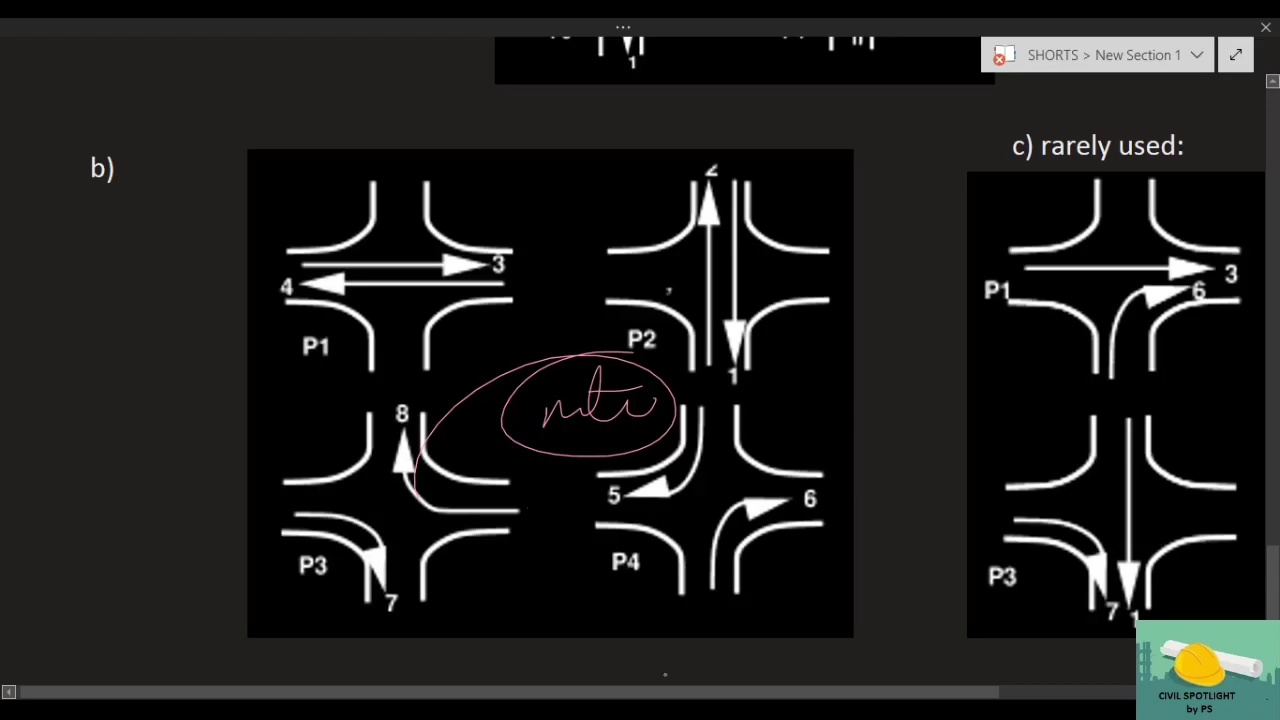 1
SHORTS > New Section 1
b)
c) rarely used:
2
3
4
P1
P2
1
3
6
P1
8
5
6
P3
P4
7
P3
7
1
CIVIL SPOTLIGHT
by PS